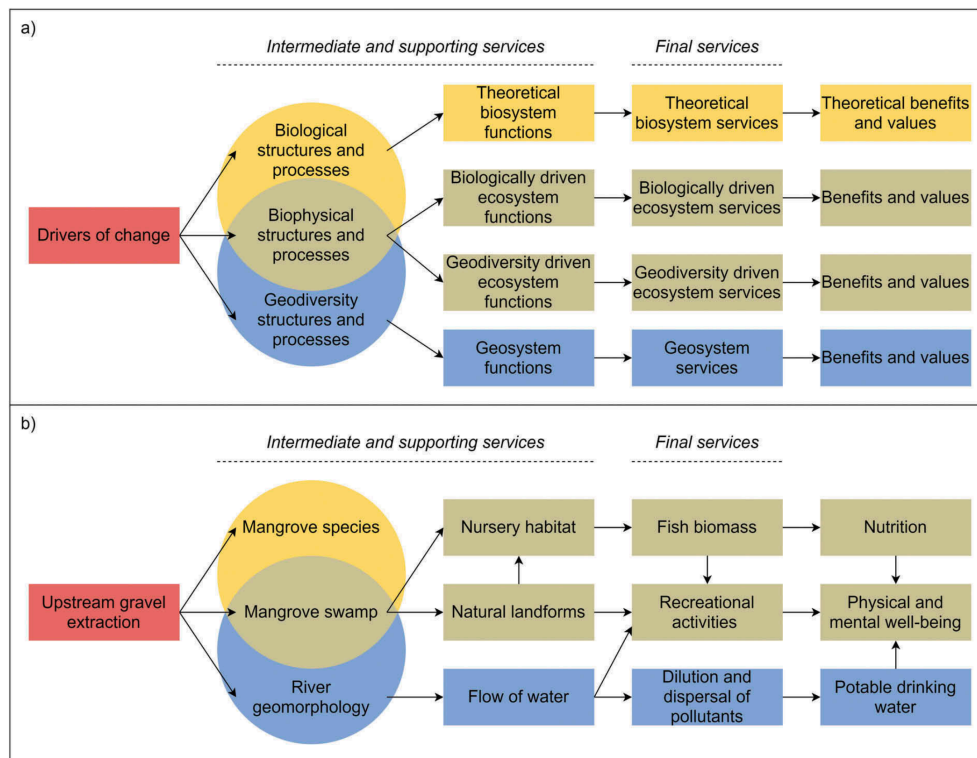 a)
Intermediate and supporting services
Final services
Theoretical
biosystem
functions
Theoretical
biosystem services
Theoretical benefits
and values
Biological
structures and
processes
Biologically driven
ecosystem
functions
Biologically driven
ecosystem services
Benefits and values
Drivers of change
Biophysical
structures and
processes
Geodiversity driven
ecosystem
functions
Geodiversity driven
ecosystem services
Benefits and values
Geodiversity
structures and
processes
Geosystem
functions
Geosystem
services
Benefits and values
b)
Intermediate and supporting services
Final services
Mangrove species
Nursery habitat
Fish biomass
Nutrition
Upstream gravel
extraction
Mangrove swamp
Natural landforms
Recreational
activities
Physical and
mental well-being
River
geomorphology
Flow of water
Dilution and
dispersal of
pollutants
Potable drinking
water